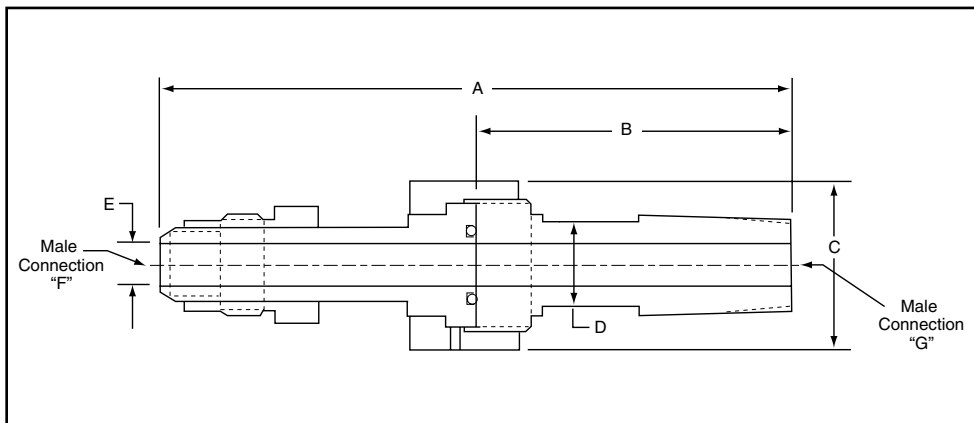 A
B
E
Male
Connection
“F”
C
D
Male
Connection
“G”